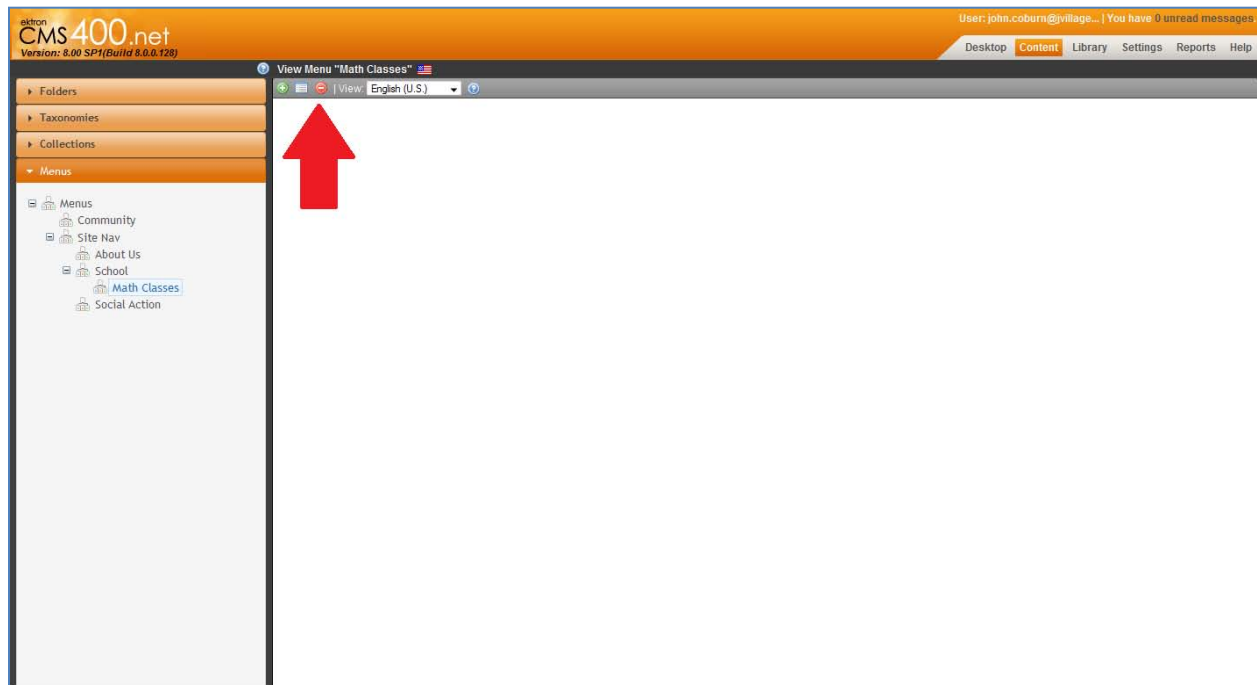 ektron
CMS400.net
Version: 8.00 SP1(Build 8.0.0.128)
User: john.coburn@jvillage... | You have 0 unread messages
Desktop Content Library Settings Reports Help
View Menu "Math Classes"
| View: English (U.S.)
Folders
Taxonomies
Collections
Menus
Menus
Community
Site Nav
About Us
School
Math Classes
Social Action